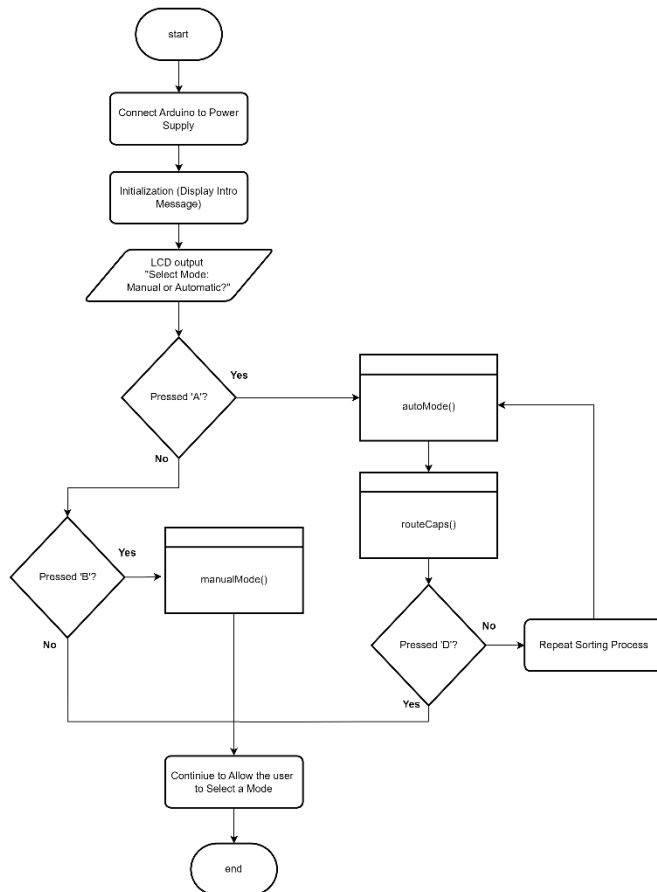 start
Connect Arduino to Power
Supply
Initialization (Display Intro
Message)
LCD output
"Select Mode:
Manual or Automatic?"
Pressed 'A'?
Yes
No
autoMode()
routeCaps()
Pressed 'B'?
Yes
No
manualMode()
Pressed 'D'?
No
Yes
Repeat Sorting Process
Continiue to Allow the user
to Select a Mode
end